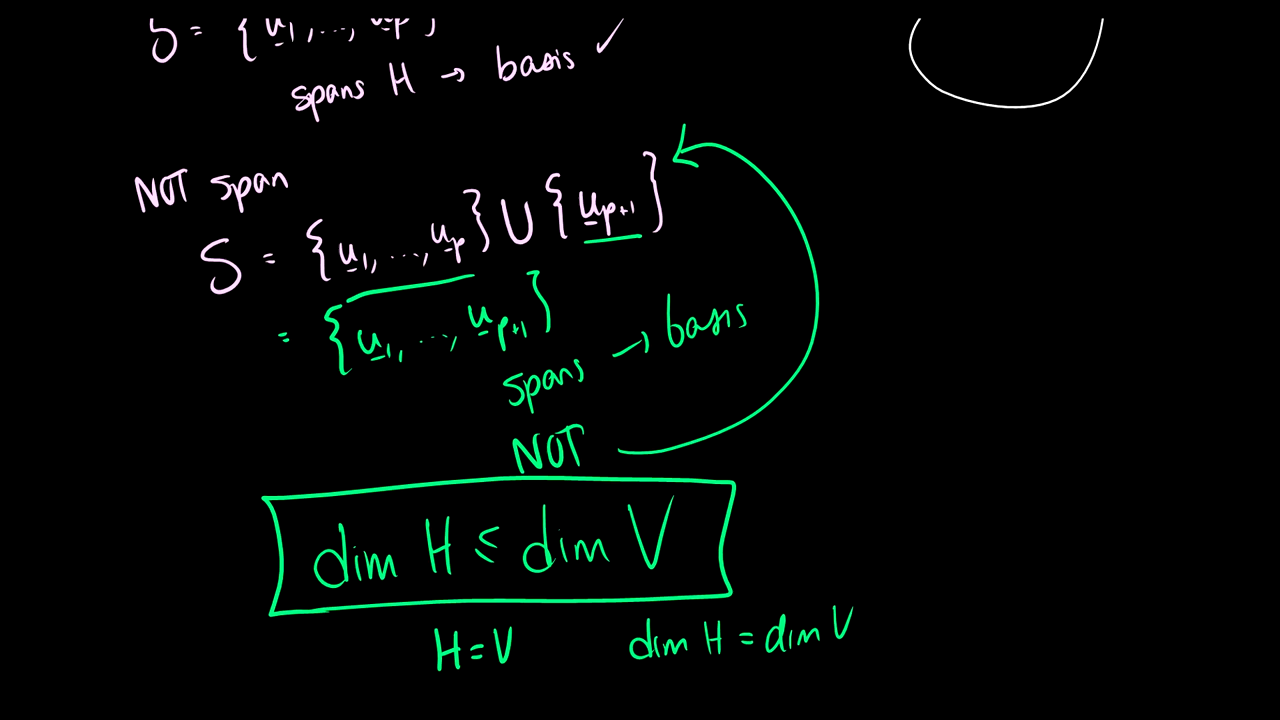 S = {u₁, ..., uₚ}
spans H → basis ✓
NOT span
S = {u₁, ..., uₚ} ∪ {uₚ₊₁}
= {u₁, ..., uₚ₊₁}
spans → basis
NOT
dim H ≤ dim V
H = V dim H = dim V